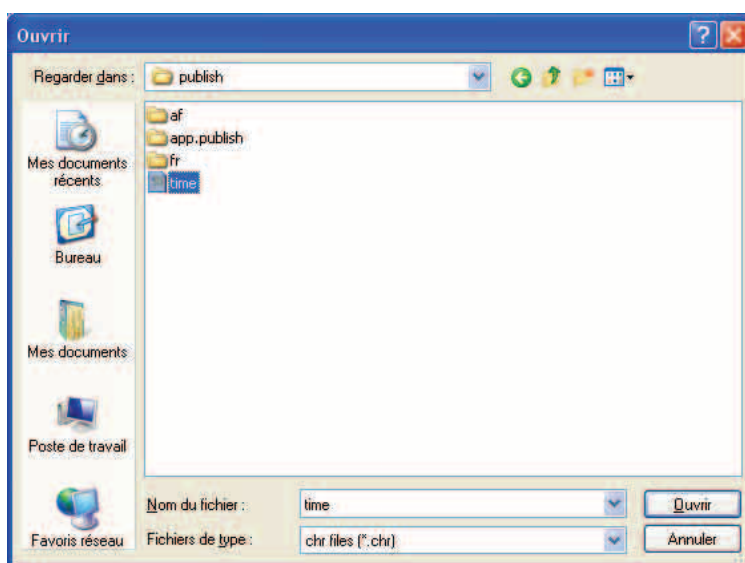 Ouvrir
Regarder dans :
publish
af
app.publish
fr
time
Mes documents
récents
Bureau
Mes documents
Poste de travail
Favoris réseau
Nom du fichier :
time
Ouvrir
Fichiers de type :
chr files (*.chr)
Annuler